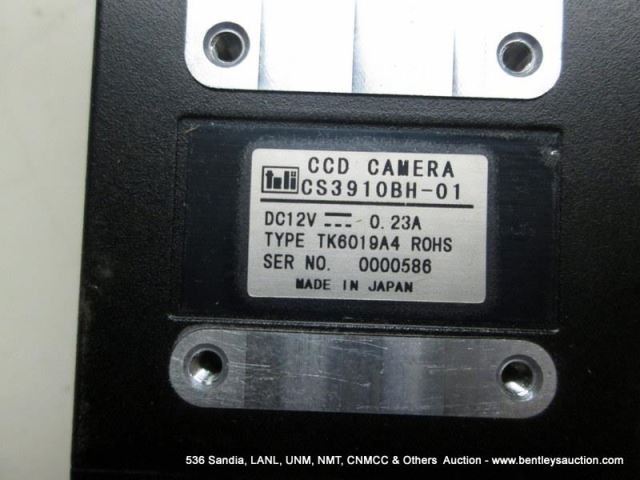 CCD CAMERA
teli CS3910BH-01
DC12V ⎓ 0.23A
TYPE TK6019A4 ROHS
SER NO. 0000586
MADE IN JAPAN
536 Sandia, LANL, UNM, NMT, CNMCC & Others Auction - www.bentleysauction.com